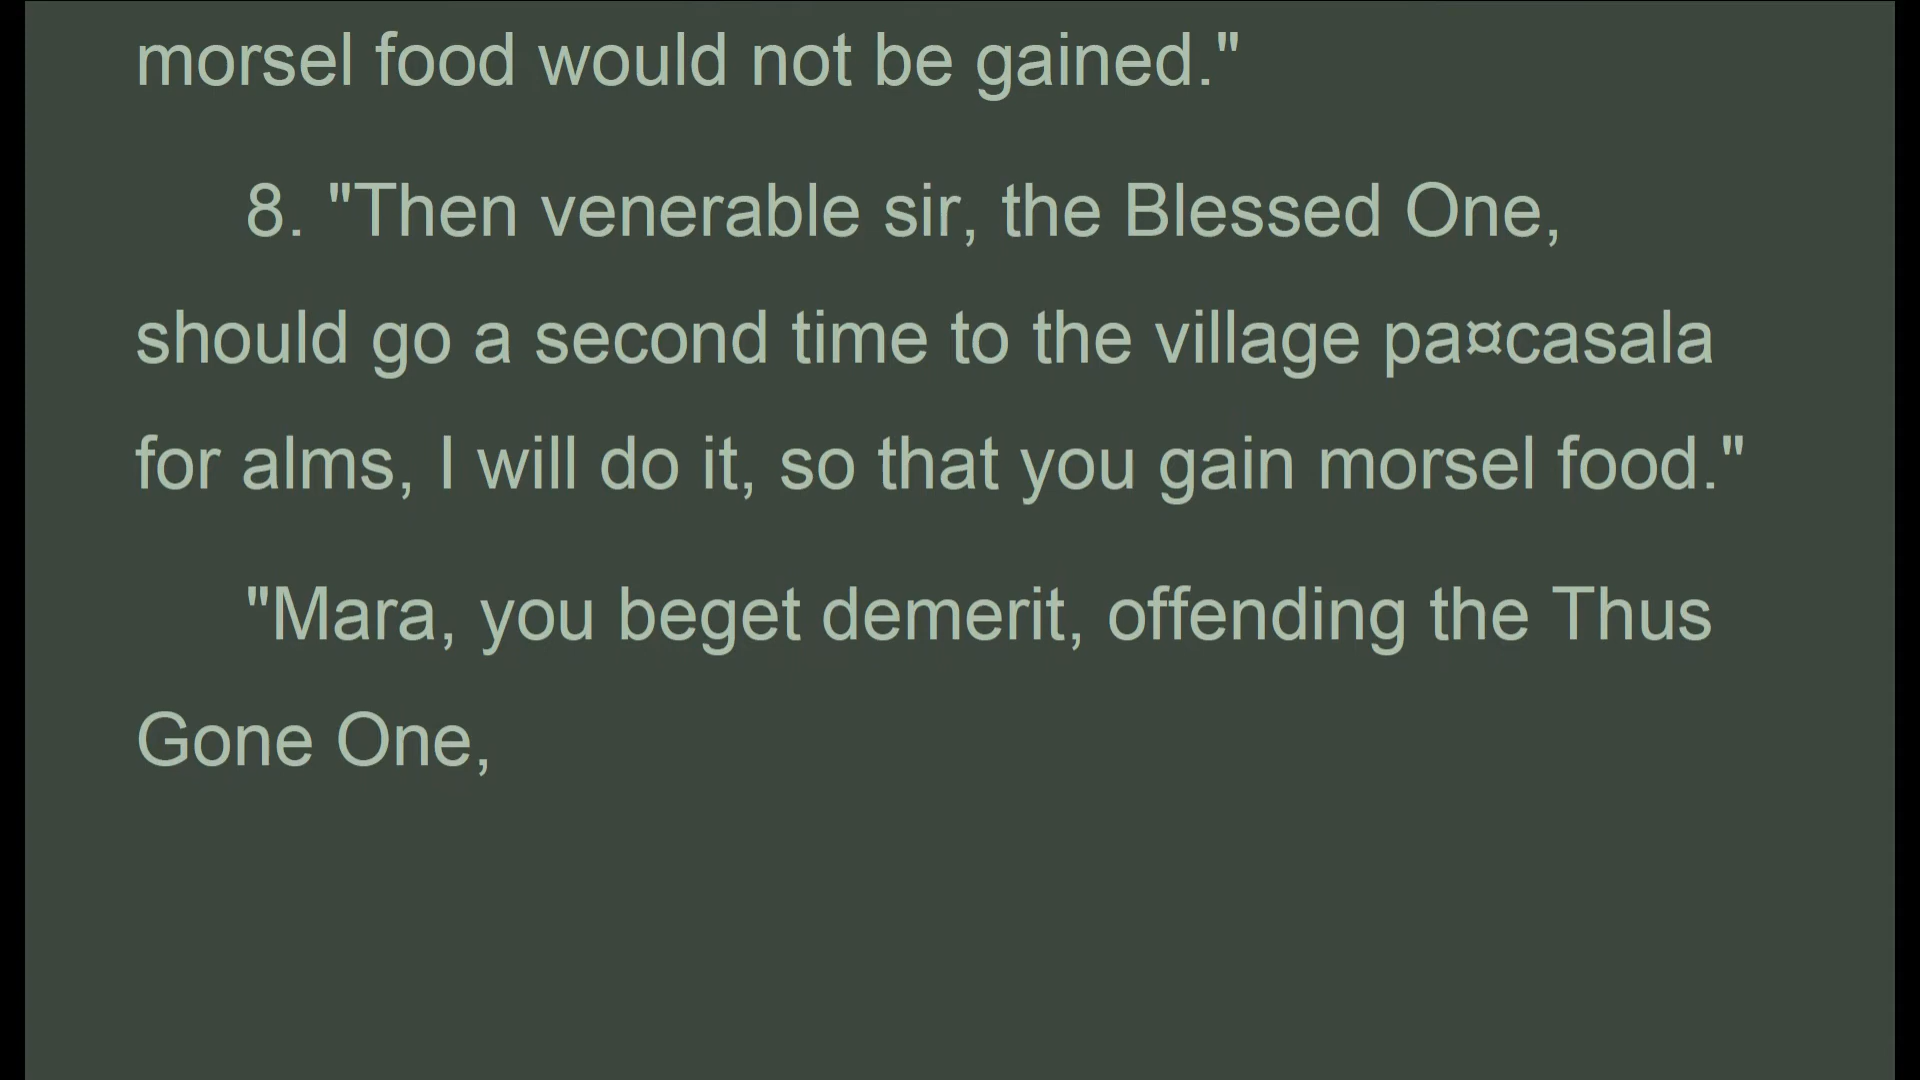 morsel food would not be gained."
8. "Then venerable sir, the Blessed One,
should go a second time to the village pa¤casala
for alms, I will do it, so that you gain morsel food."
"Mara, you beget demerit, offending the Thus
Gone One,